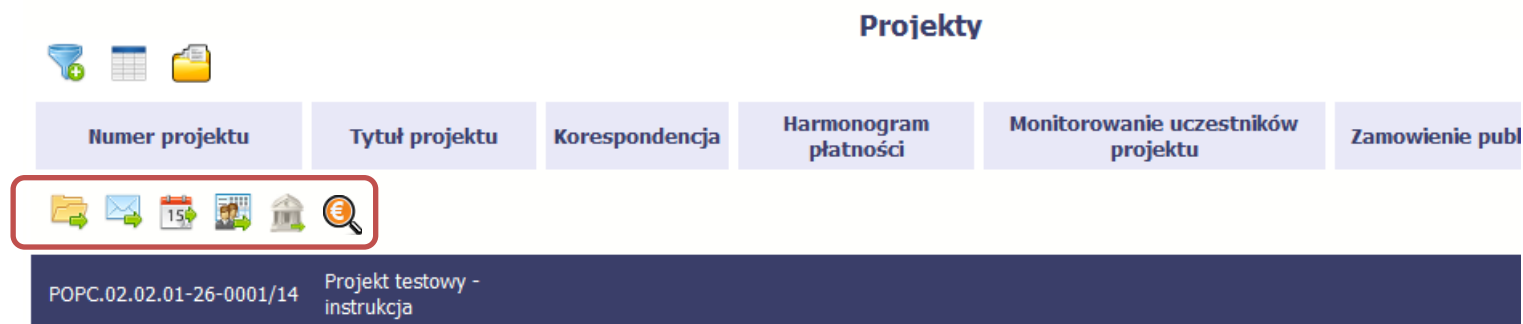 Projekty
Numer projektu
Tytuł projektu
Korespondencja
Harmonogram
płatności
Monitorowanie uczestników
projektu
Zamowienie publ
15
POPC.02.02.01-26-0001/14
Projekt testowy -
instrukcja